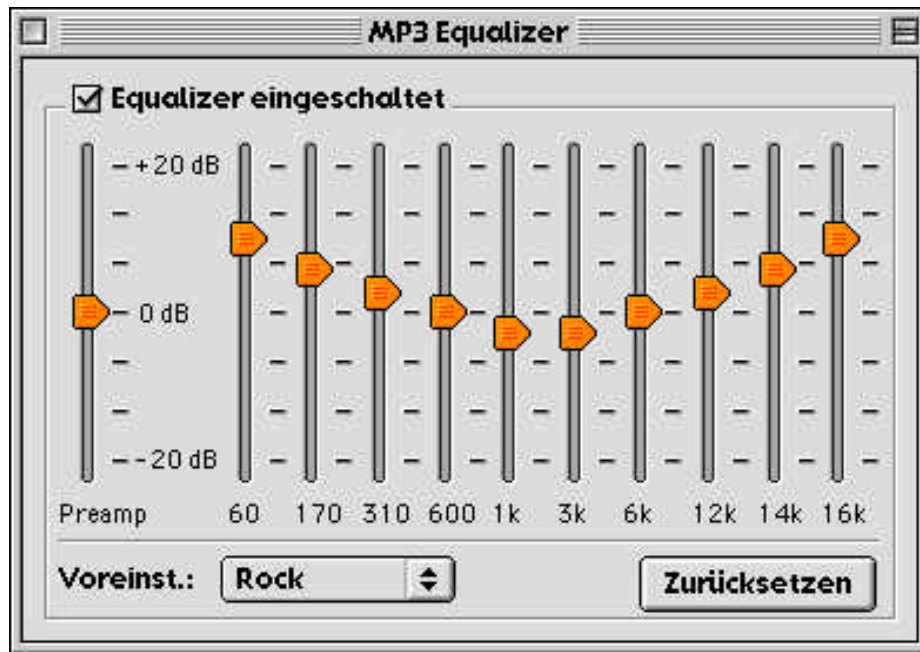 MP3 Equalizer
Equalizer eingeschaltet
+20 dB
0 dB
-20 dB
Preamp 60 170 310 600 1k 3k 6k 12k 14k 16k
Voreinst.: Rock Zurücksetzen